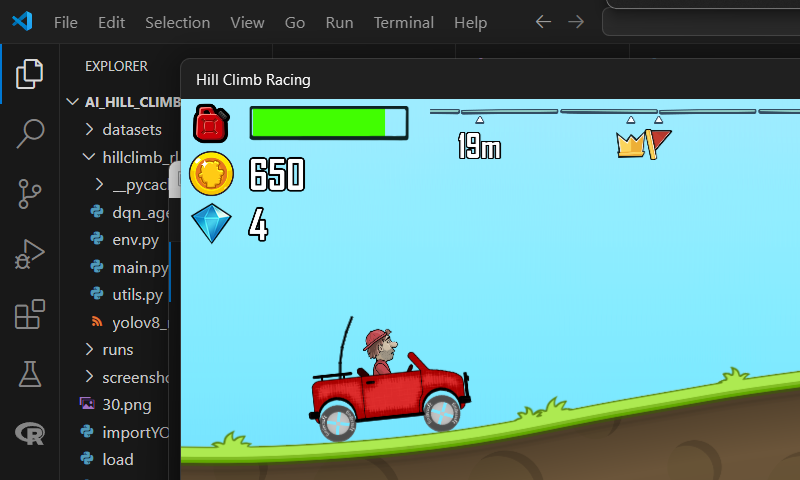 File Edit Selection View Go Run Terminal Help
EXPLORER
Hill Climb Racing
AI_HILL_CLIMB
datasets
hillclimb_rl
__pycac
dqn_age
env.py
main.py
utils.py
yolov8_
runs
screensho
30.png
importYO
load
19m
650
4